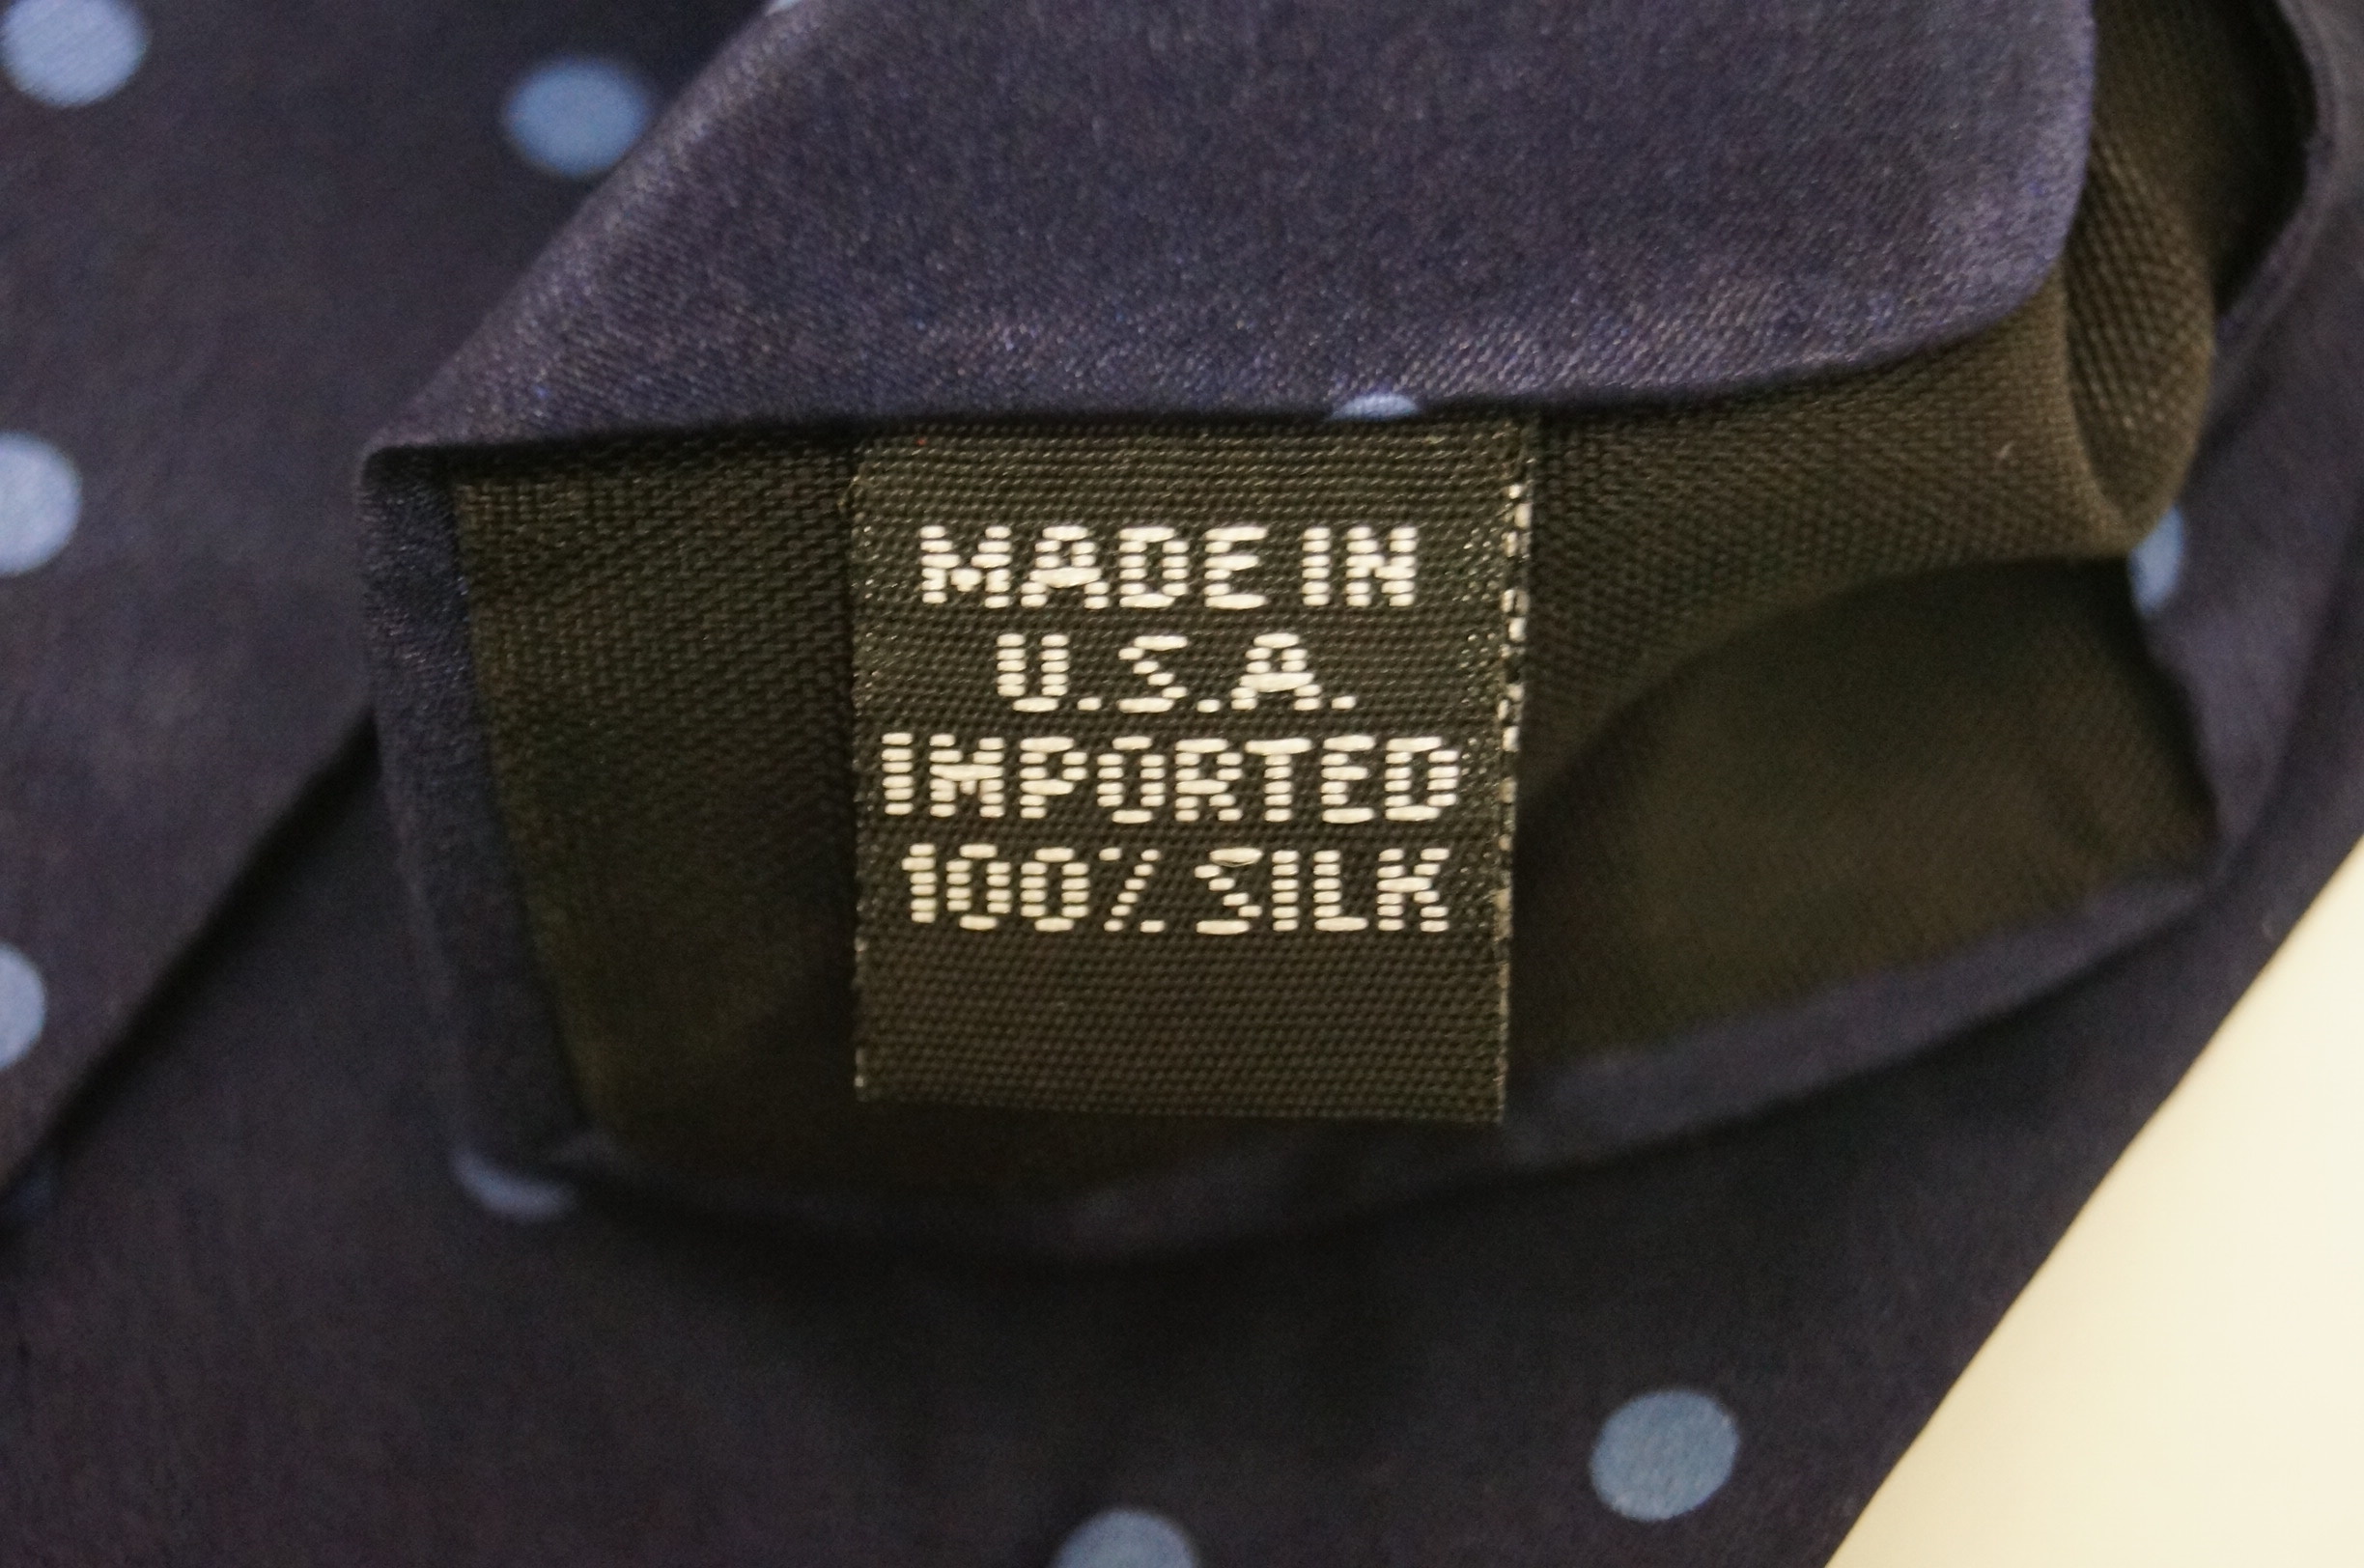 MADE IN
U.S.A.
IMPORTED
100% SILK